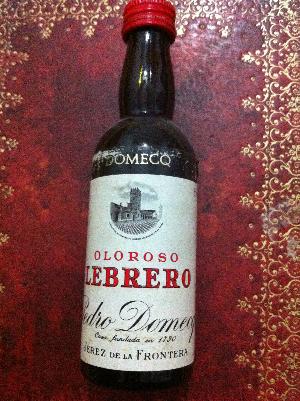 DOMECQ
OLOROSO
LEBRERO
Pedro Domecq
Casa fundada en 1730
JEREZ DE LA FRONTERA